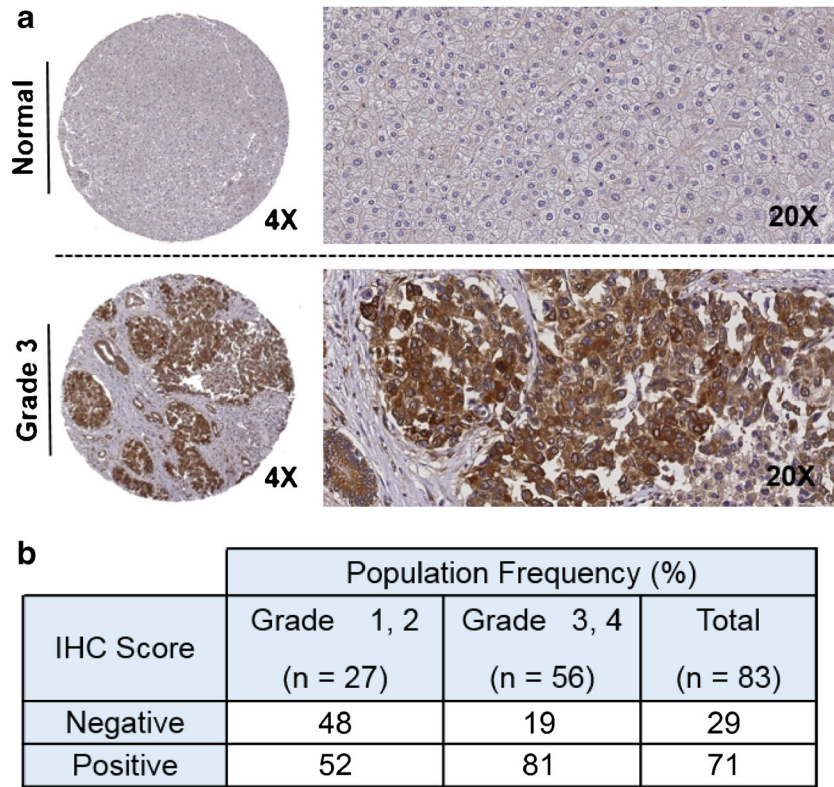 a
Normal
4X
20X
Grade 3
4X
20X
b
Population Frequency (%)
IHC Score
Grade 1, 2
(n = 27)
Grade 3, 4
(n = 56)
Total
(n = 83)
Negative 48 19 29
Positive 52 81 71